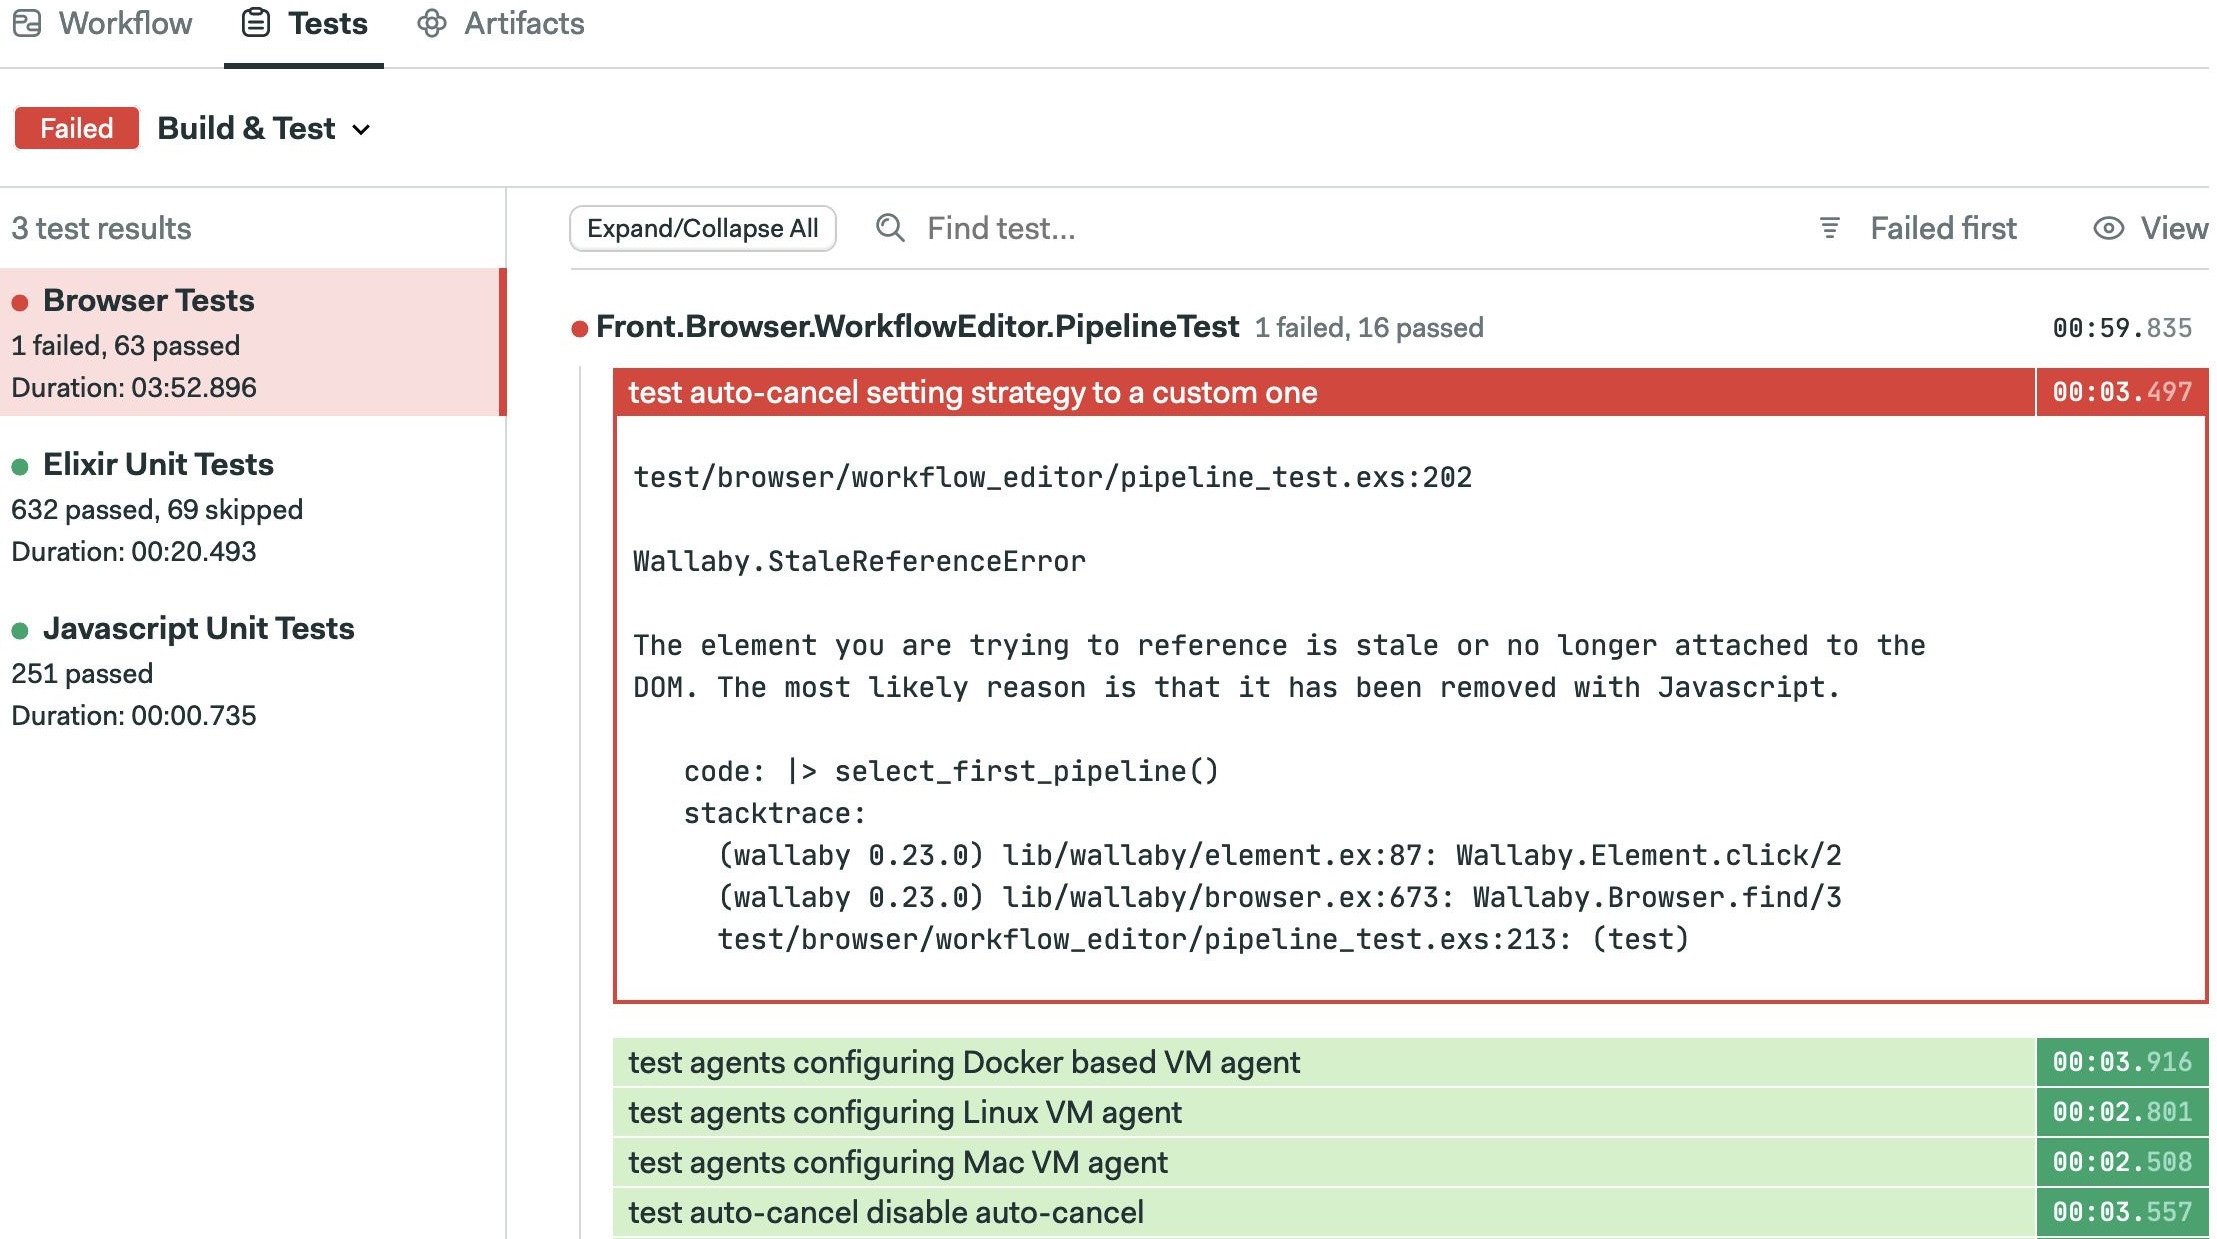 Workflow
Tests
Artifacts
Failed
Build & Test
3 test results
Browser Tests
1 failed, 63 passed
Duration: 03:52.896
Elixir Unit Tests
632 passed, 69 skipped
Duration: 00:20.493
Javascript Unit Tests
251 passed
Duration: 00:00.735
Expand/Collapse All
Find test...
Failed first
View
Front.Browser.WorkflowEditor.PipelineTest 1 failed, 16 passed 00:59.835
test auto-cancel setting strategy to a custom one 00:03.497
test/browser/workflow_editor/pipeline_test.exs:202
Wallaby.StaleReferenceError
The element you are trying to reference is stale or no longer attached to the
DOM. The most likely reason is that it has been removed with Javascript.
code: |> select_first_pipeline()
stacktrace:
(wallaby 0.23.0) lib/wallaby/element.ex:87: Wallaby.Element.click/2
(wallaby 0.23.0) lib/wallaby/browser.ex:673: Wallaby.Browser.find/3
test/browser/workflow_editor/pipeline_test.exs:213: (test)
test agents configuring Docker based VM agent 00:03.916
test agents configuring Linux VM agent 00:02.801
test agents configuring Mac VM agent 00:02.508
test auto-cancel disable auto-cancel 00:03.557